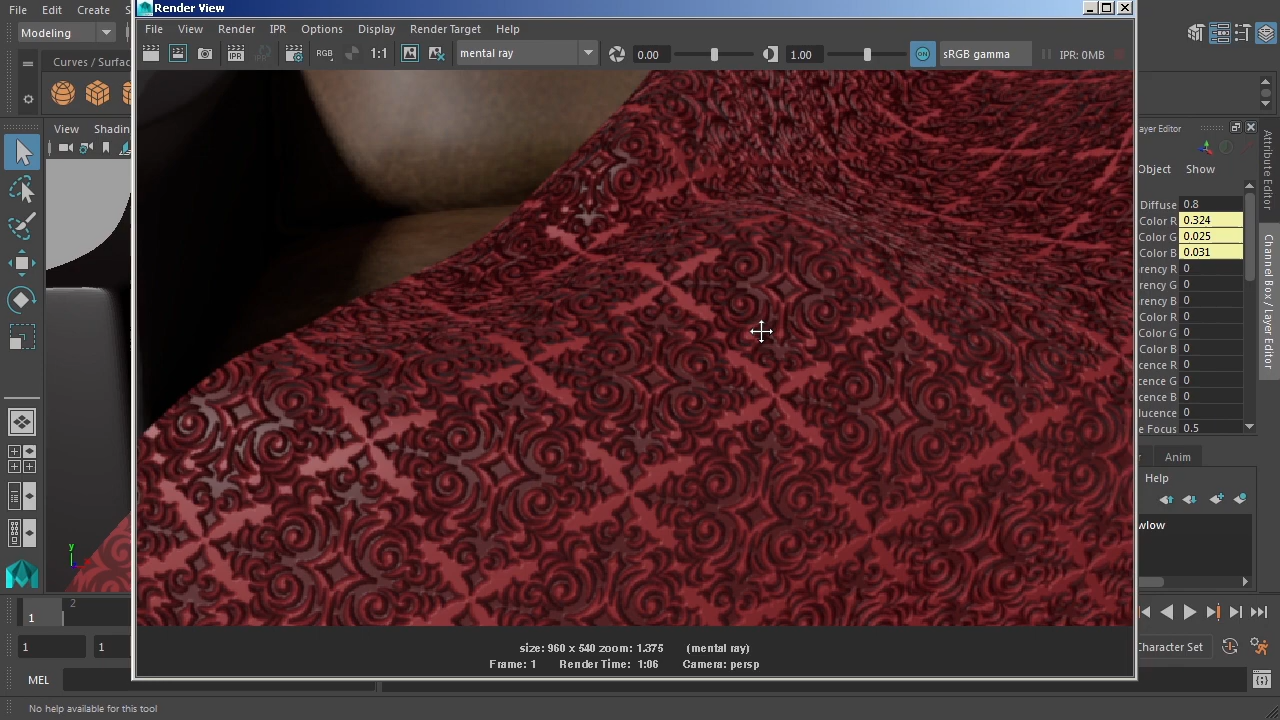 File Edit Create
Render View
File View Render IPR Options Display Render Target Help
Modeling
IPR
IPR
RGB
1:1
mental ray
0.00
1.00
ON
sRGB gamma
IPR: 0MB
Curves / Surfac
View Shadin
ayer Editor
Object Show
Attribute Editor
Channel Box / Layer Editor
Diffuse 0.8
Color R 0.324
Color G 0.025
Color B 0.031
rency R 0
rency G 0
rency B 0
Color R 0
Color G 0
Color B 0
cence R 0
cence G 0
cence B 0
lucence 0
e Focus 0.5
r Anim
Help
wlow
y
1 2
1 1
size: 960 x 540 zoom: 1.375 (mental ray)
Frame: 1 Render Time: 1:06 Camera: persp
Character Set
MEL
No help available for this tool